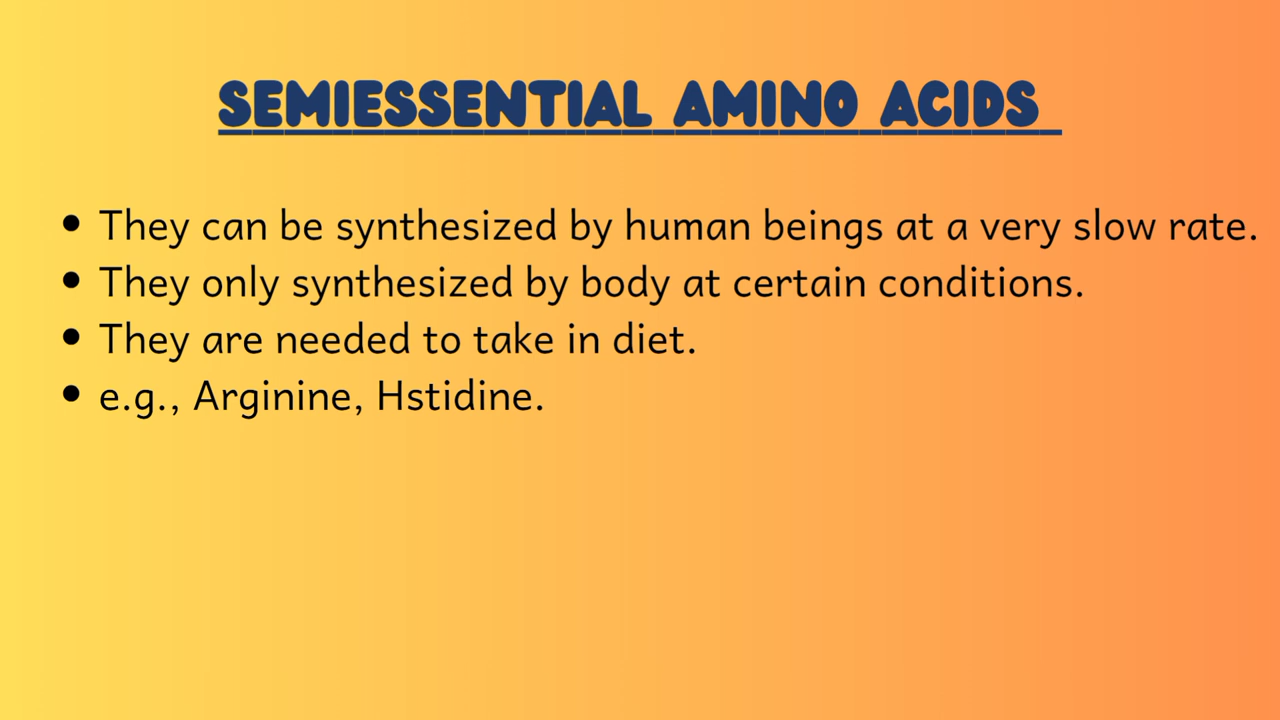 SEMIESSENTIAL AMINO ACIDS
• They can be synthesized by human beings at a very slow rate.
• They only synthesized by body at certain conditions.
• They are needed to take in diet.
• e.g., Arginine, Hstidine.